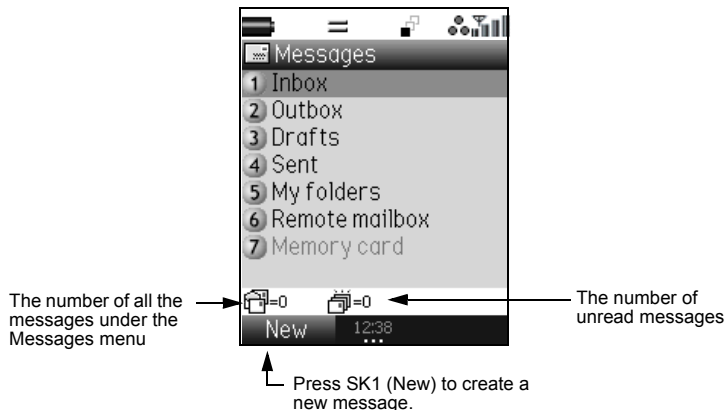 Messages
1 Inbox
2 Outbox
3 Drafts
4 Sent
5 My folders
6 Remote mailbox
7 Memory card
The number of all the
messages under the
Messages menu
=0
=0
The number of
unread messages
New
12:38
Press SK1 (New) to create a
new message.